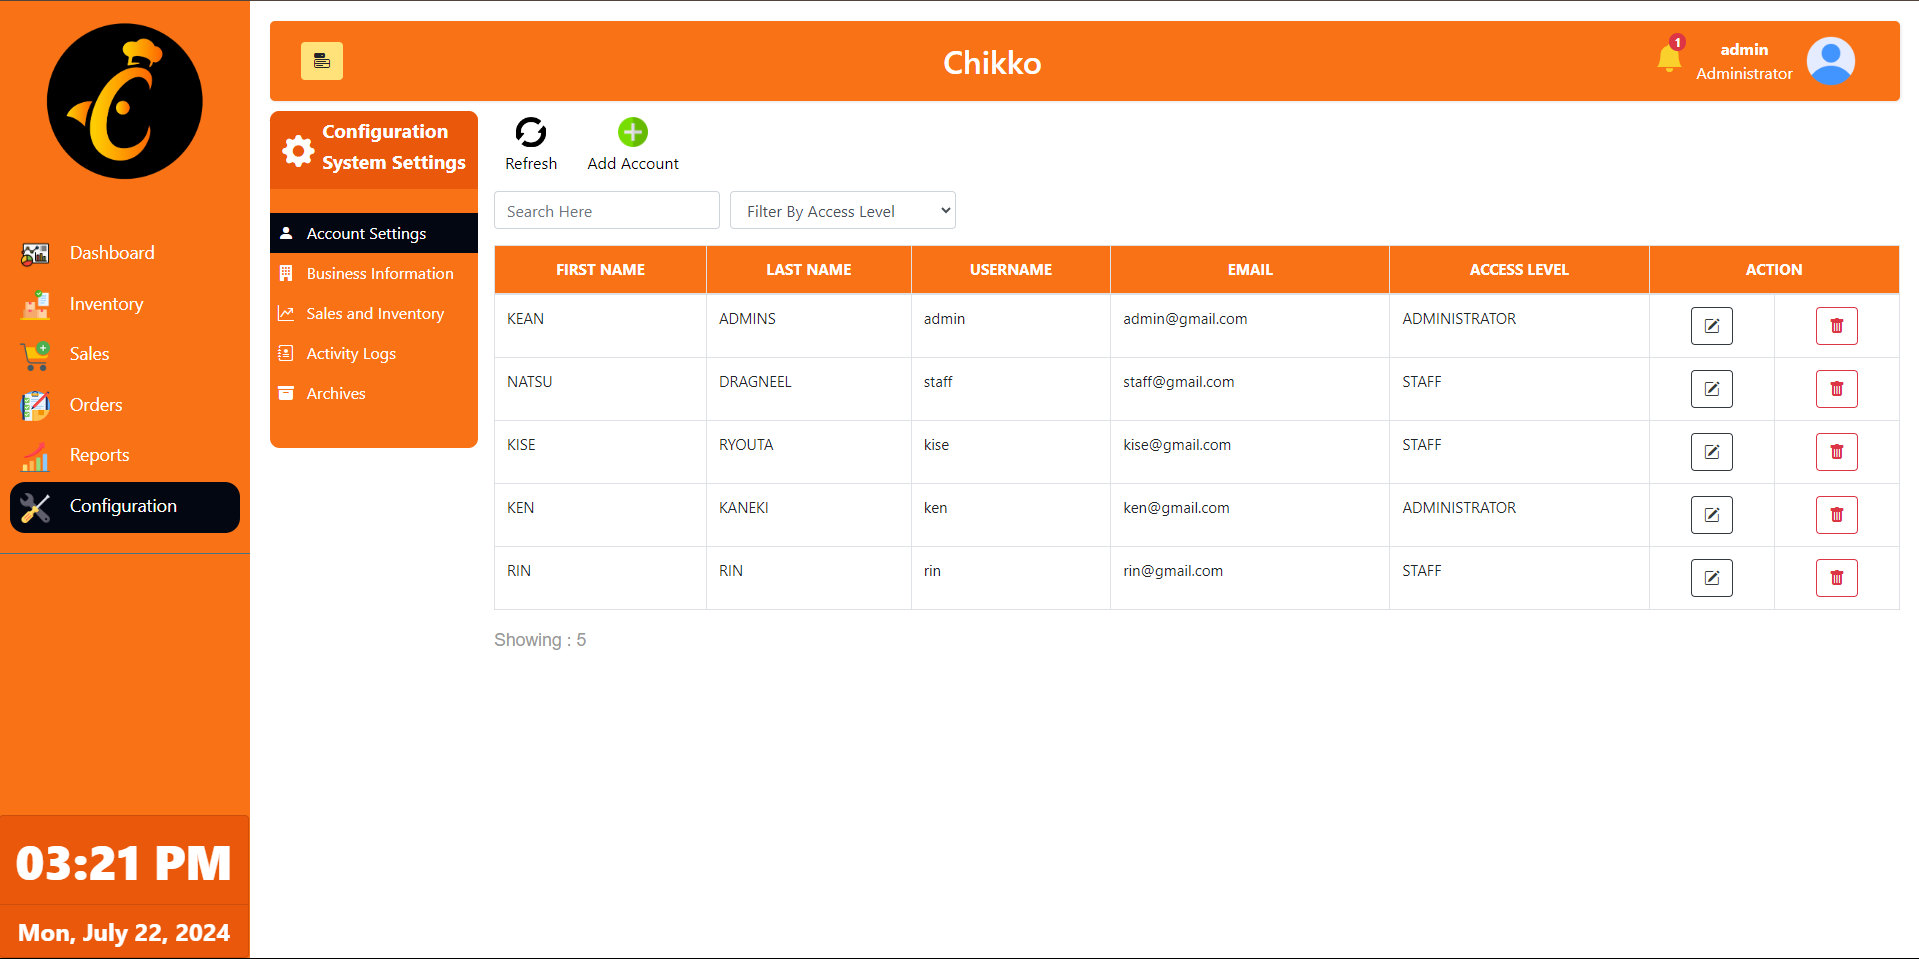 Chikko
1
admin
Administrator
Dashboard
Inventory
Sales
Orders
Reports
Configuration
03:21 PM
Mon, July 22, 2024
Configuration
System Settings
Account Settings
Business Information
Sales and Inventory
Activity Logs
Archives
Refresh
Add Account
Search Here
Filter By Access Level
FIRST NAME LAST NAME USERNAME EMAIL ACCESS LEVEL ACTION
KEAN ADMINS admin admin@gmail.com ADMINISTRATOR
NATSU DRAGNEEL staff staff@gmail.com STAFF
KISE RYOUTA kise kise@gmail.com STAFF
KEN KANEKI ken ken@gmail.com ADMINISTRATOR
RIN RIN rin rin@gmail.com STAFF
Showing : 5